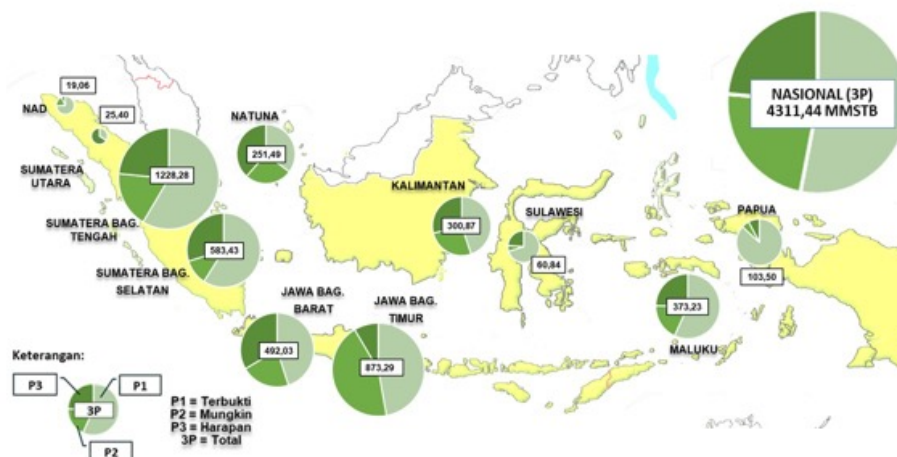 NASIONAL (3P)
4311,44 MMSTB
19,06
NAD
25,40
NATUNA
251,49
SUMATERA
UTARA
1228,28
KALIMANTAN
300,87
SULAWESI
60,84
PAPUA
103,50
SUMATERA BAG.
TENGAH
583,43
SUMATERA BAG.
SELATAN
JAWA BAG.
BARAT
492,03
JAWA BAG.
TIMUR
873,29
373,23
MALUKU
Keterangan:
P3
P1
3P
P2
P1 = Terbukti
P2 = Mungkin
P3 = Harapan
3P = Total